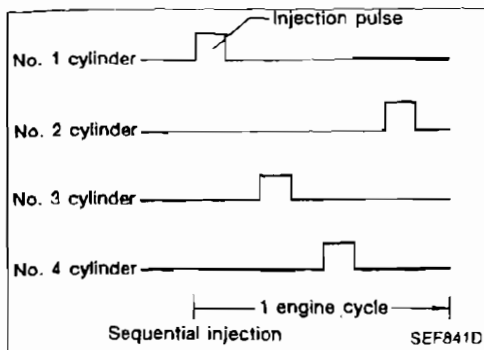 Injection pulse
No. 1 cylinder
No. 2 cylinder
No. 3 cylinder
No. 4 cylinder
1 engine cycle
Sequential injection
SEF841D